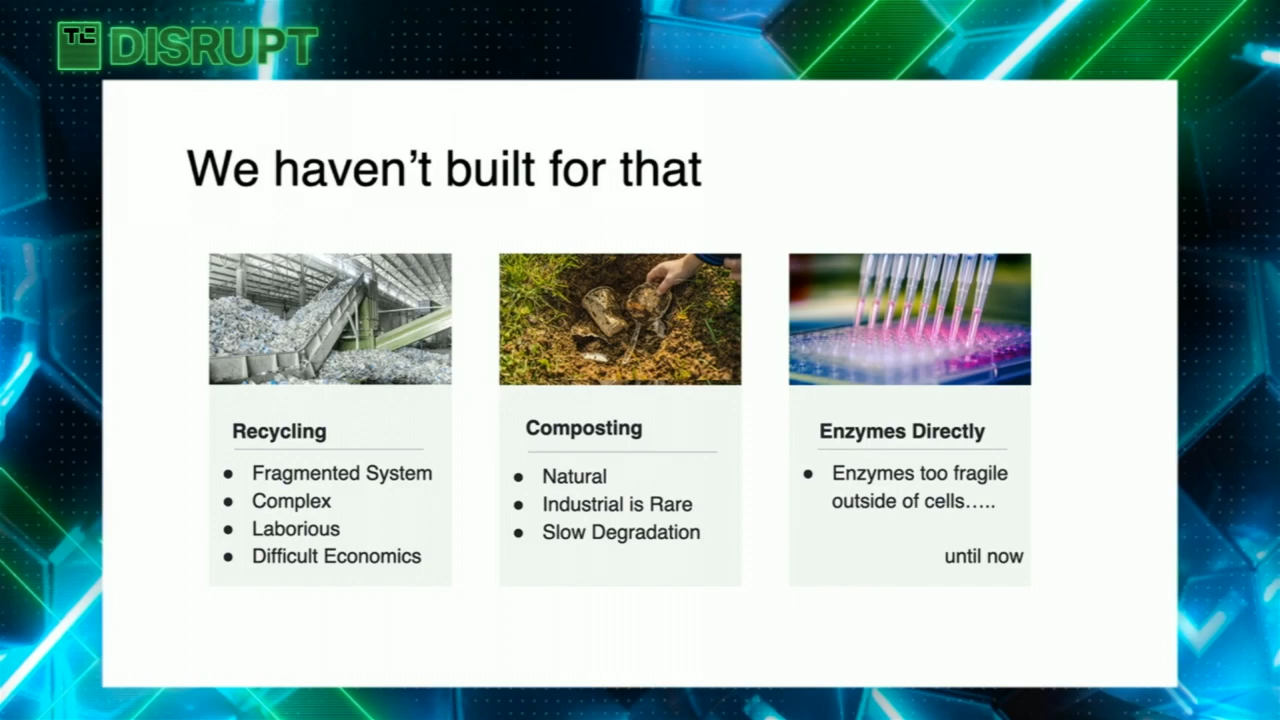 TC DISRUPT
We haven’t built for that
Recycling
● Fragmented System
● Complex
● Laborious
● Difficult Economics
Composting
● Natural
● Industrial is Rare
● Slow Degradation
Enzymes Directly
● Enzymes too fragile
outside of cells…..
until now